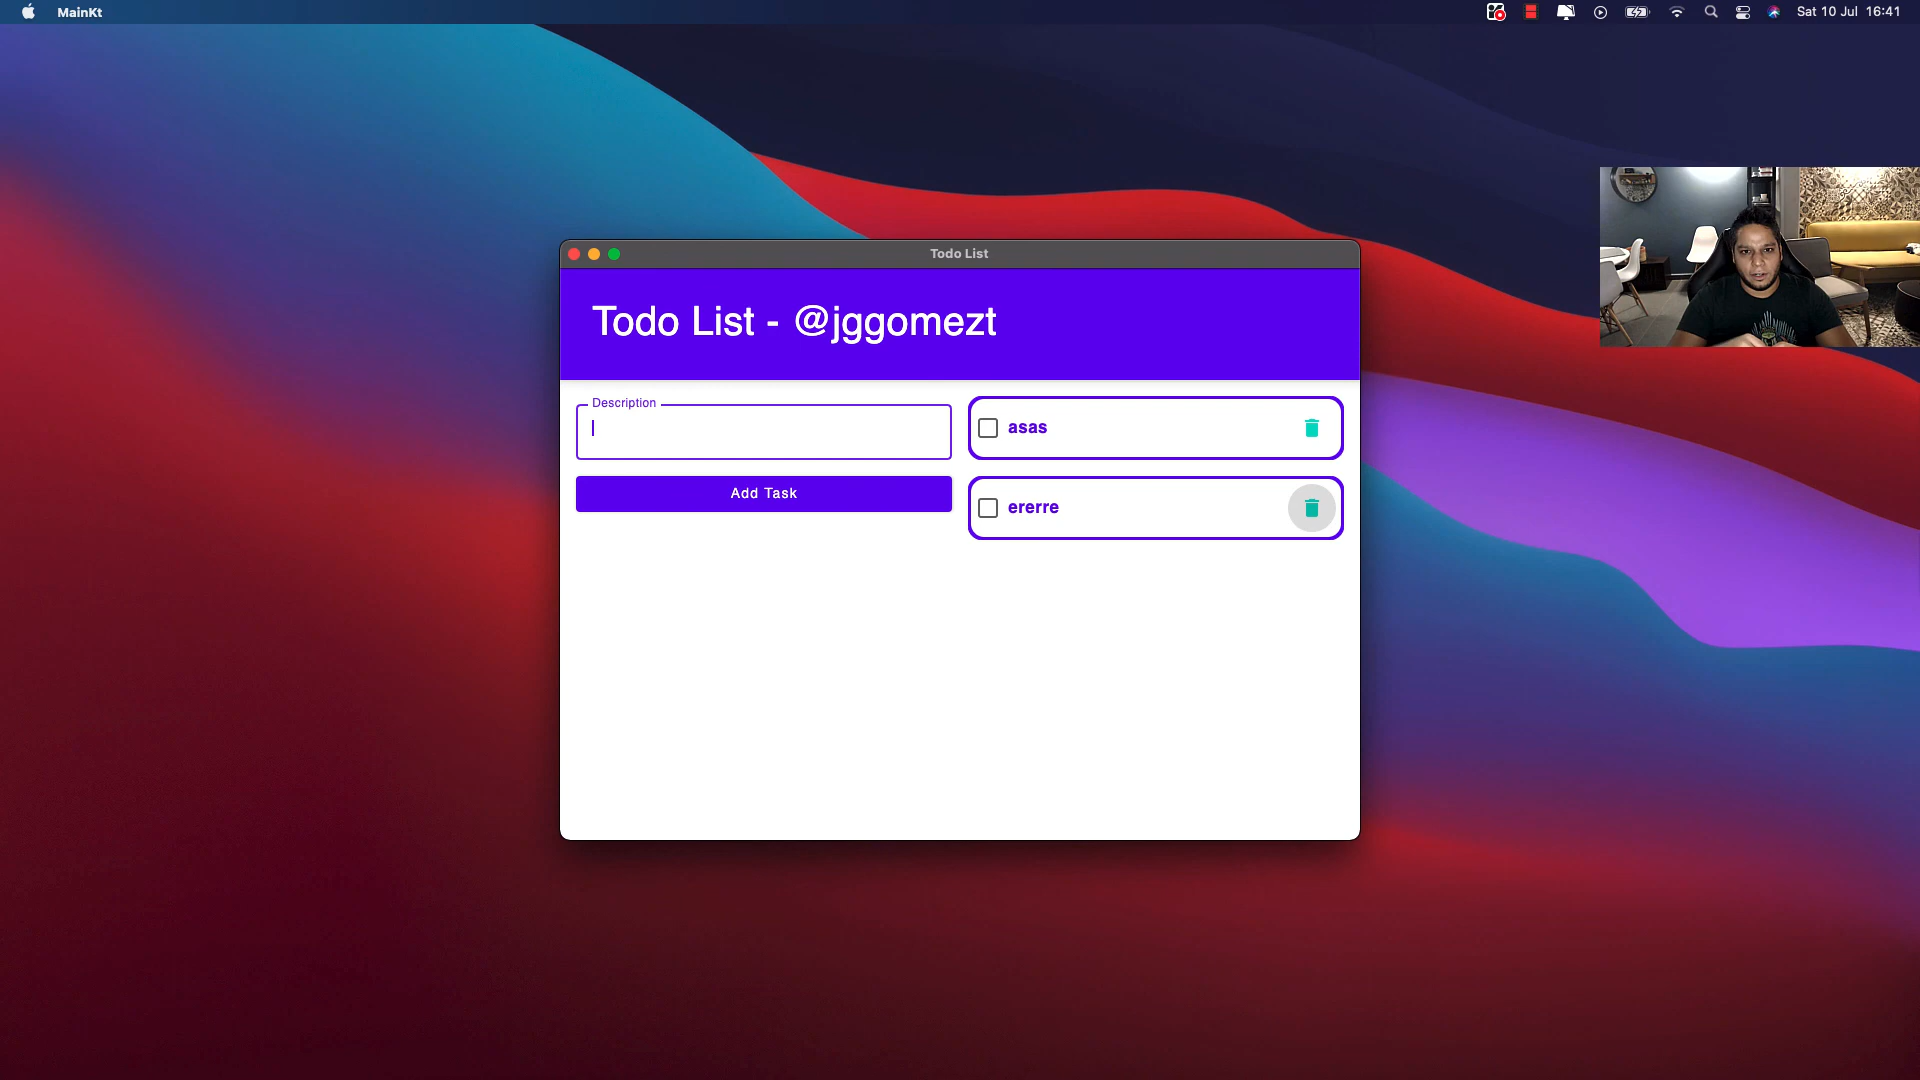 MainKt
Sat 10 Jul 16:41
Todo List
Todo List - @jggomezt
Description
Add Task
asas
ererre